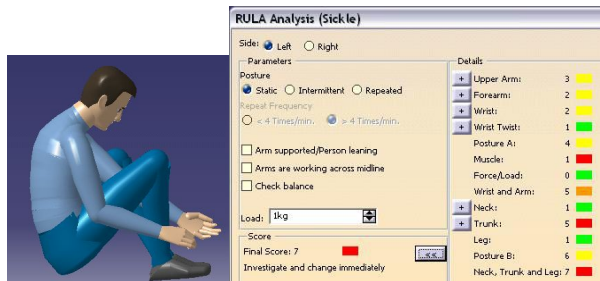 RULA Analysis (Sickle)
Side: Left Right
Parameters
Posture
Static Intermittent Repeated
Repeat Frequency
< 4 Times/min. > 4 Times/min.
Arm supported/Person leaning
Arms are working across midline
Check balance
Load: 1kg
Score
Final Score: 7 <<
Investigate and change immediately
Details
+ Upper Arm: 3
+ Forearm: 2
+ Wrist: 2
+ Wrist Twist: 1
Posture A: 4
Muscle: 1
Force/Load: 0
Wrist and Arm: 5
+ Neck: 1
+ Trunk: 5
Leg: 1
Posture B: 6
Neck, Trunk and Leg: 7